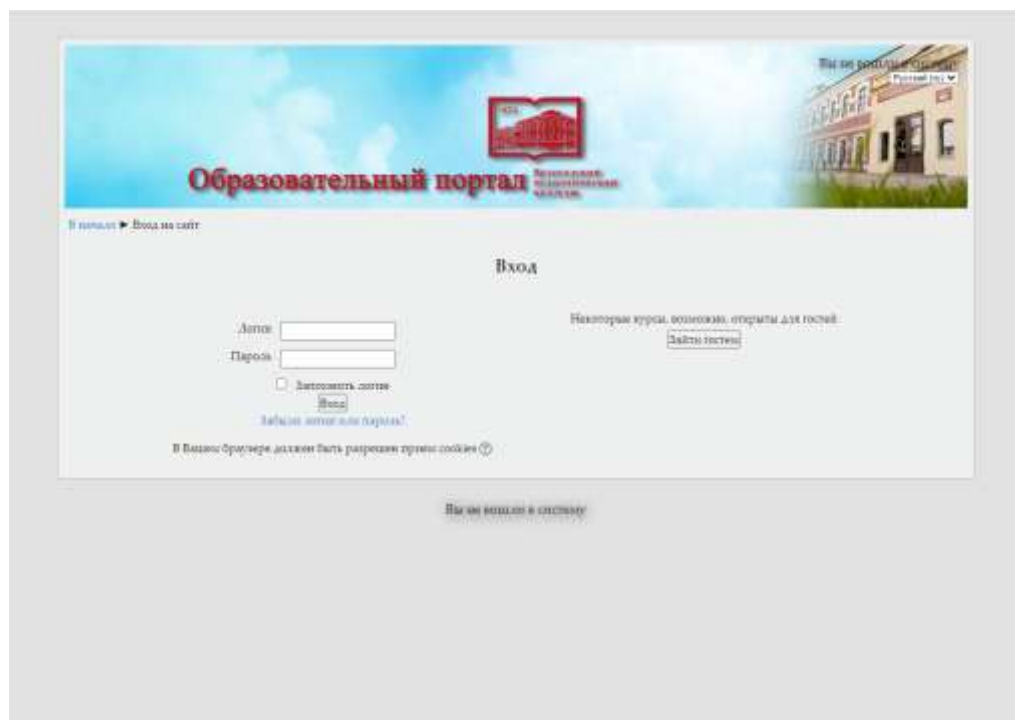 Вы не вошли в систему
Русский (ru)
Образовательный портал
педагогический
колледж
В начало ► Вход на сайт
Вход
Логин
Пароль
Запомнить логин
Вход
Забыли логин или пароль?
В Вашем браузере должен быть разрешен прием cookies
Некоторые курсы, возможно, открыты для гостей
Зайти гостем
Вы не вошли в систему